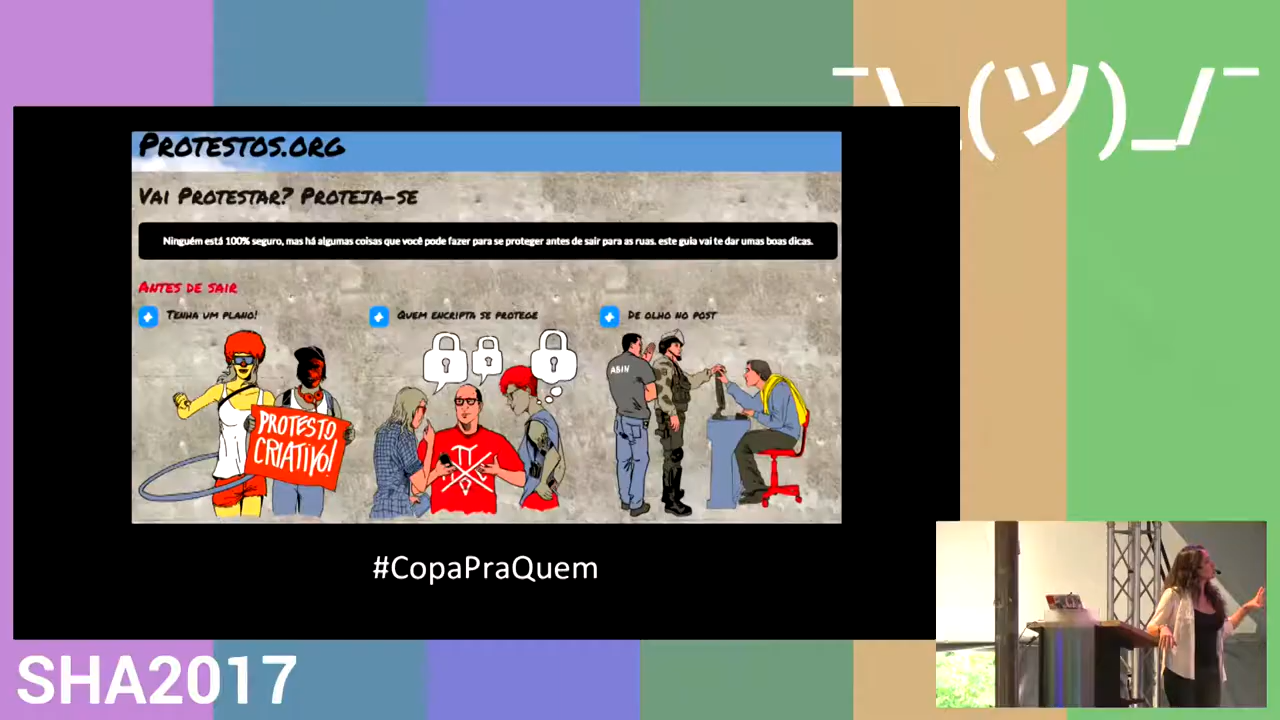 ¯\_(ツ)_/¯
PROTESTOS.ORG
VAI PROTESTAR? PROTEJA-SE
Ninguém está 100% seguro, mas há algumas coisas que você pode fazer para se proteger antes de sair para as ruas. este guia vai te dar umas boas dicas.
ANTES DE SAIR
TENHA UM PLANO!
QUEM ENCRIPTA SE PROTEGE
DE OLHO NO POST
ABIN
PROTESTO
CRIATIVO!
#CopaPraQuem
SHA2017